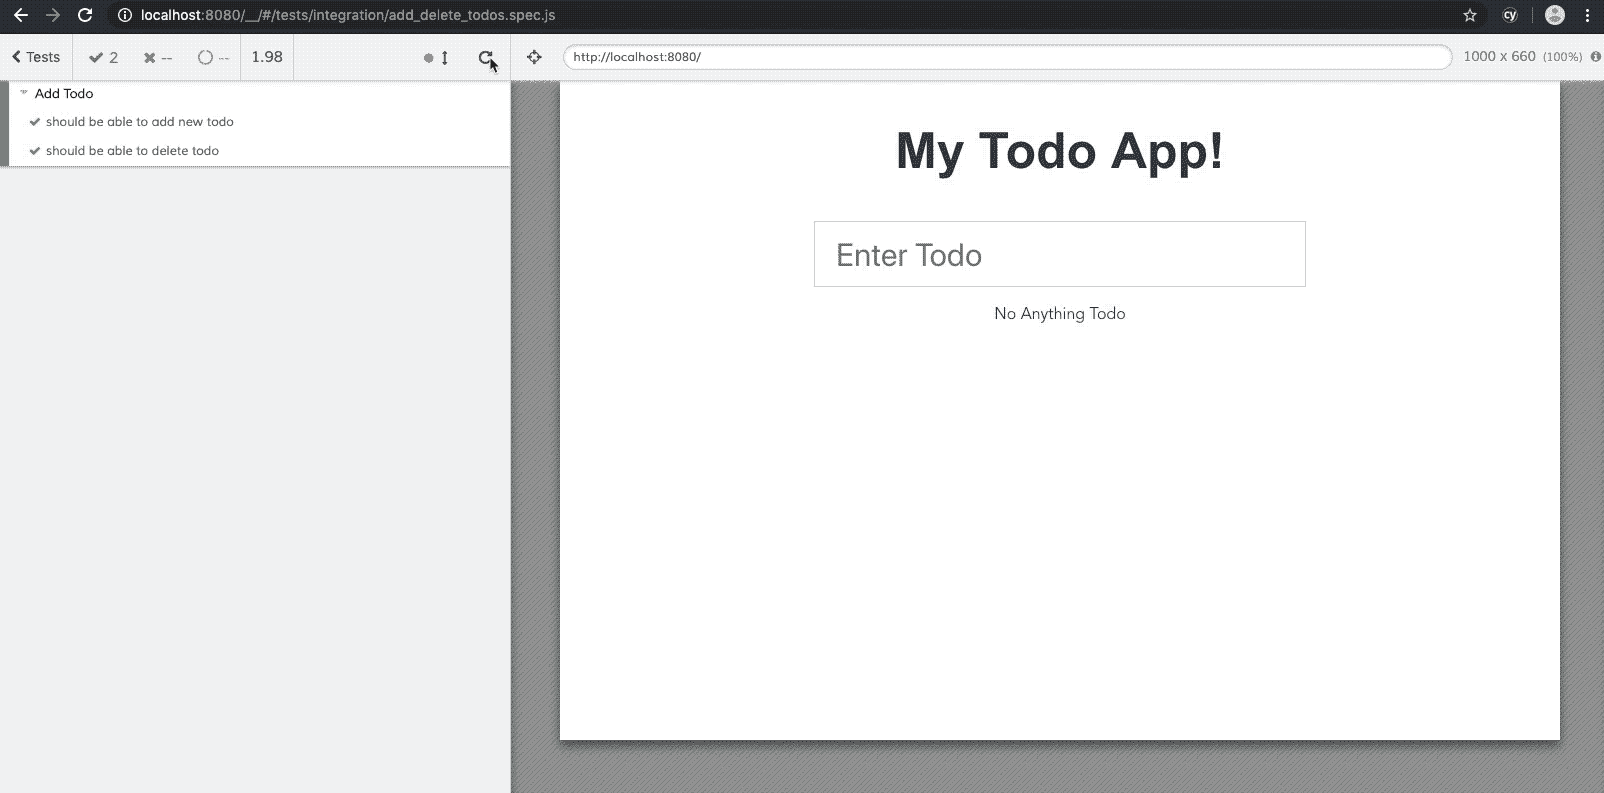 localhost:8080/__/#/tests/integration/add_delete_todos.spec.js
cy
Tests 2 -- -- 1.98
http://localhost:8080/
1000 x 660 (100%)
Add Todo
should be able to add new todo
should be able to delete todo
My Todo App!
Enter Todo
No Anything Todo